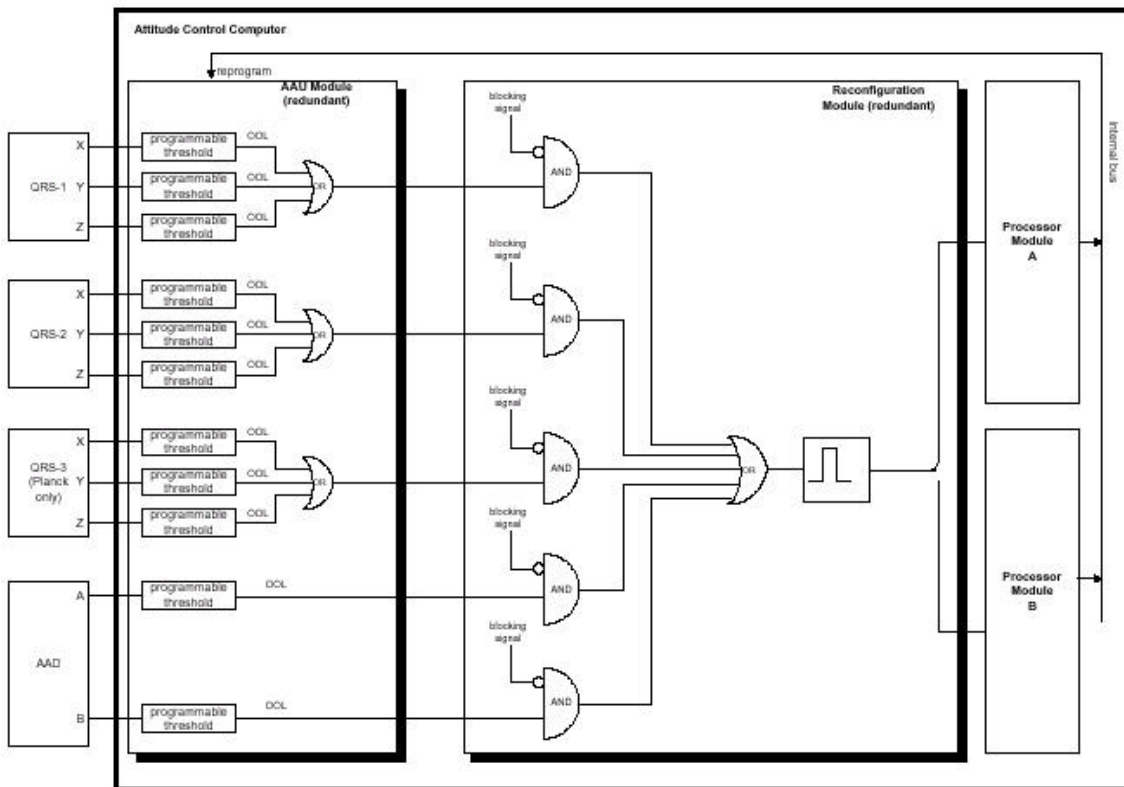 Attitude Control Computer
reprogram
AAU Module
(redundant)
Reconfiguration
Module (redundant)
Internal bus
QRS-1
X
Y
Z
programmable
threshold
OOL
programmable
threshold
OOL
programmable
threshold
OOL
OR
blocking
signal
AND
QRS-2
X
Y
Z
programmable
threshold
OOL
programmable
threshold
OOL
programmable
threshold
OOL
OR
blocking
signal
AND
QRS-3
(Planck
only)
X
Y
Z
programmable
threshold
OOL
programmable
threshold
OOL
programmable
threshold
OOL
OR
blocking
signal
AND
AAD
A
B
programmable
threshold
OOL
blocking
signal
AND
programmable
threshold
OOL
blocking
signal
AND
OR
Processor
Module
A
Processor
Module
B